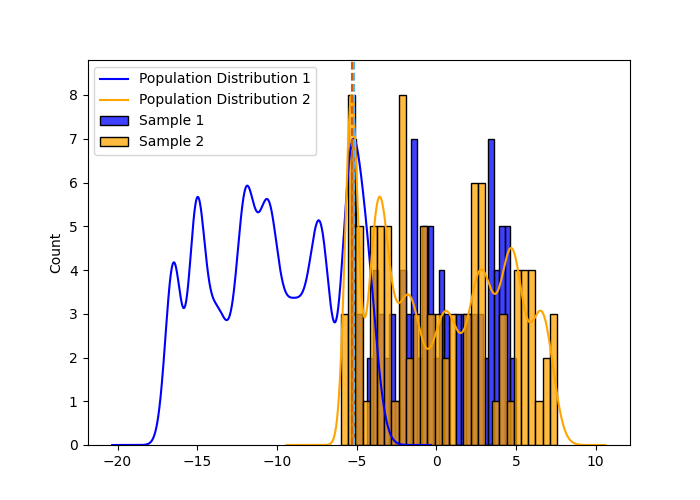 Population Distribution 1
Population Distribution 2
Sample 1
Sample 2
Count
8
7
6
5
4
3
2
1
0
−20 −15 −10 −5 0 5 10